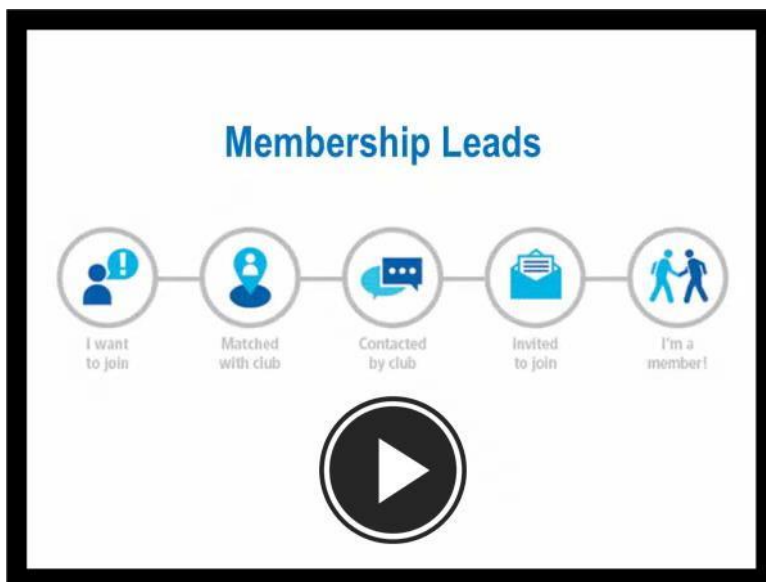 Membership Leads
I want
to join
Matched
with club
Contacted
by club
Invited
to join
I'm a
member!